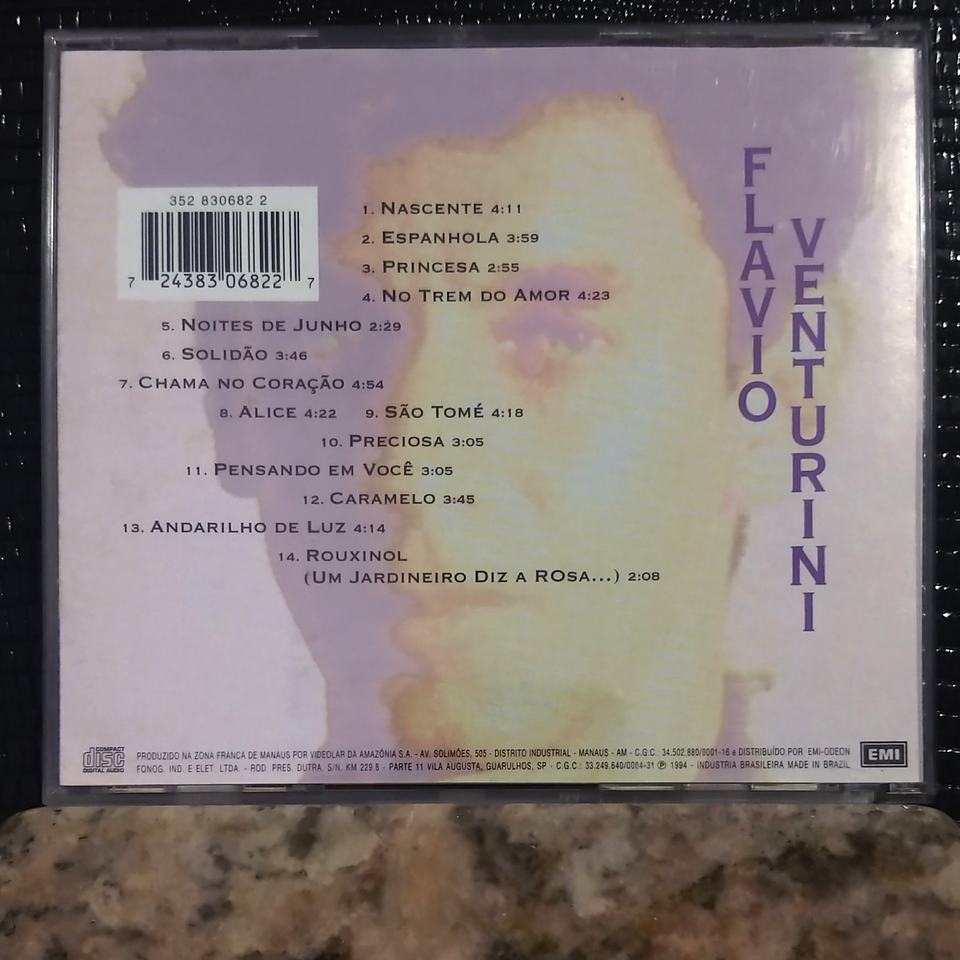 352 830682 2
7 24383 06822 7
1. NASCENTE 4:11
2. ESPANHOLA 3:59
3. PRINCESA 2:55
4. NO TREM DO AMOR 4:23
5. NOITES DE JUNHO 2:29
6. SOLIDÃO 3:46
7. CHAMA NO CORAÇÃO 4:54
8. ALICE 4:22 9. SÃO TOMÉ 4:18
10. PRECIOSA 3:05
11. PENSANDO EM VOCÊ 3:05
12. CARAMELO 3:45
13. ANDARILHO DE LUZ 4:14
14. ROUXINOL
(UM JARDINEIRO DIZ A ROSA...) 2:08
FLAVIO
VENTURINI
COMPACT
disc
DIGITAL AUDIO
PRODUZIDO NA ZONA FRANCA DE MANAUS POR VIDEOLAR DA AMAZÔNIA S.A. - AV. SOLIMÕES, 505 - DISTRITO INDUSTRIAL - MANAUS - AM - C.G.C. 34.502.880/0001-16 e DISTRIBUÍDO POR EMI-ODEON
FONOG. IND. E ELET. LTDA. - ROD. PRES. DUTRA, S/N, KM 229.8 - PARTE 11 VILA AUGUSTA, GUARULHOS, SP - C.G.C.: 33.249.640/0004-31 ℗ 1994 - INDÚSTRIA BRASILEIRA MADE IN BRAZIL
EMI